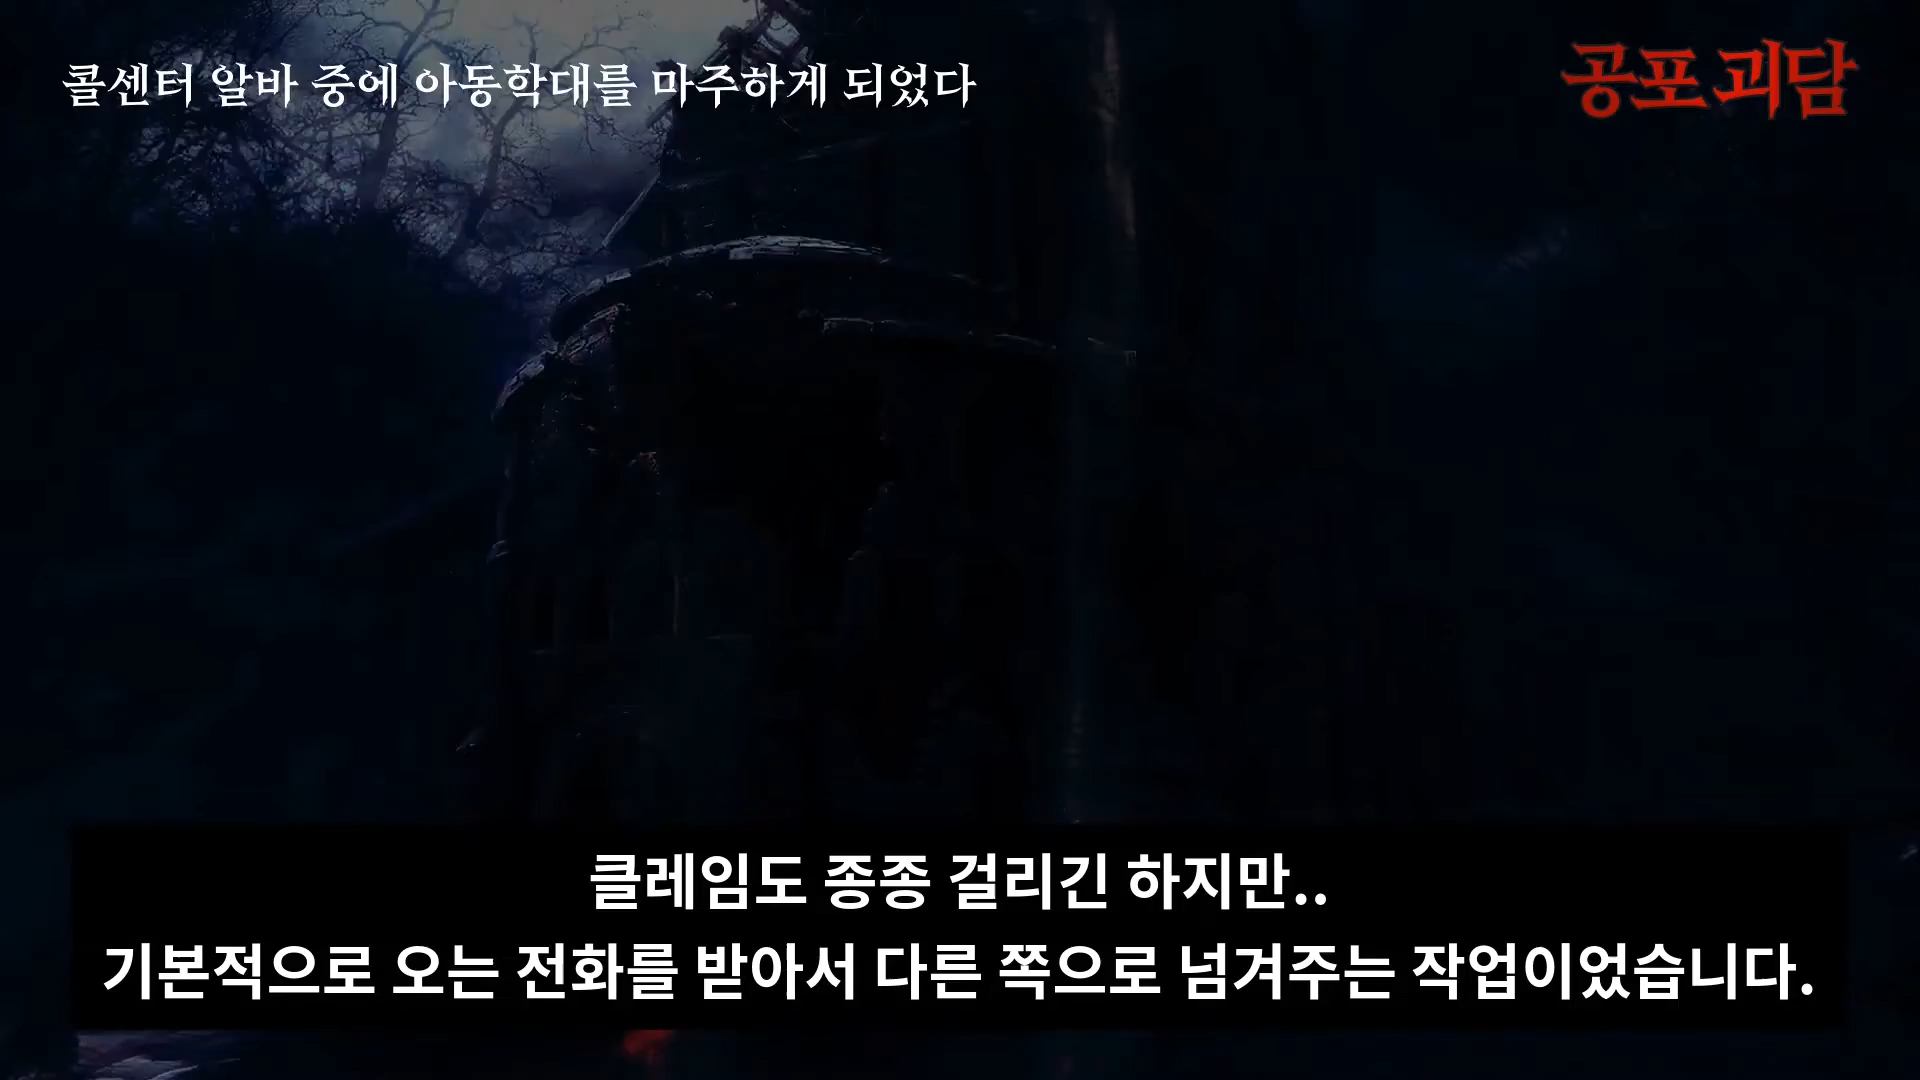 콜센터 알바 중에 아동학대를 마주하게 되었다
공포 괴담
클레임도 종종 걸리긴 하지만..
기본적으로 오는 전화를 받아서 다른 쪽으로 넘겨주는 작업이었습니다.